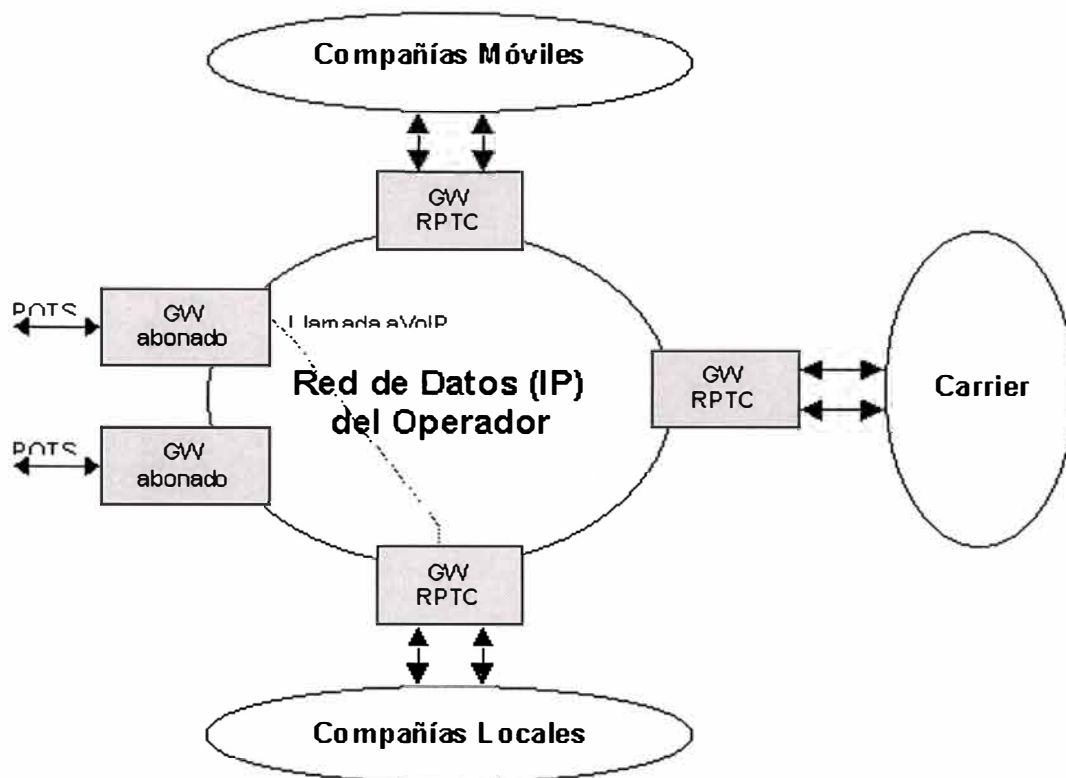 Compañías Móviles
GW
RPTC
POTS
GW
abonado
Llamada aVoIP
Red de Datos (IP)
del Operador
GW
RPTC
Carrier
POTS
GW
abonado
GW
RPTC
Compañías Locales